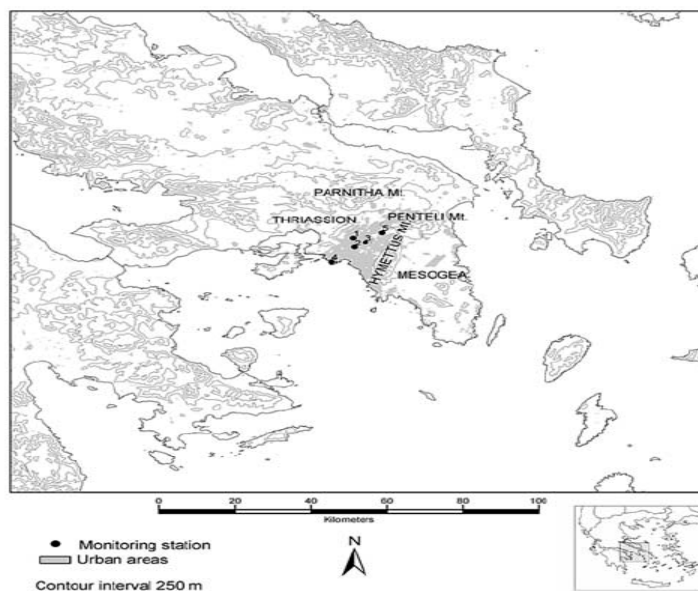 PARNITHA Mt.
THRIASSION
PENTELI Mt.
HYMETTUS Mt.
MESOGEA
0 20 40 60 80 100
Kilometers
Monitoring station
Urban areas
Contour interval 250 m
N